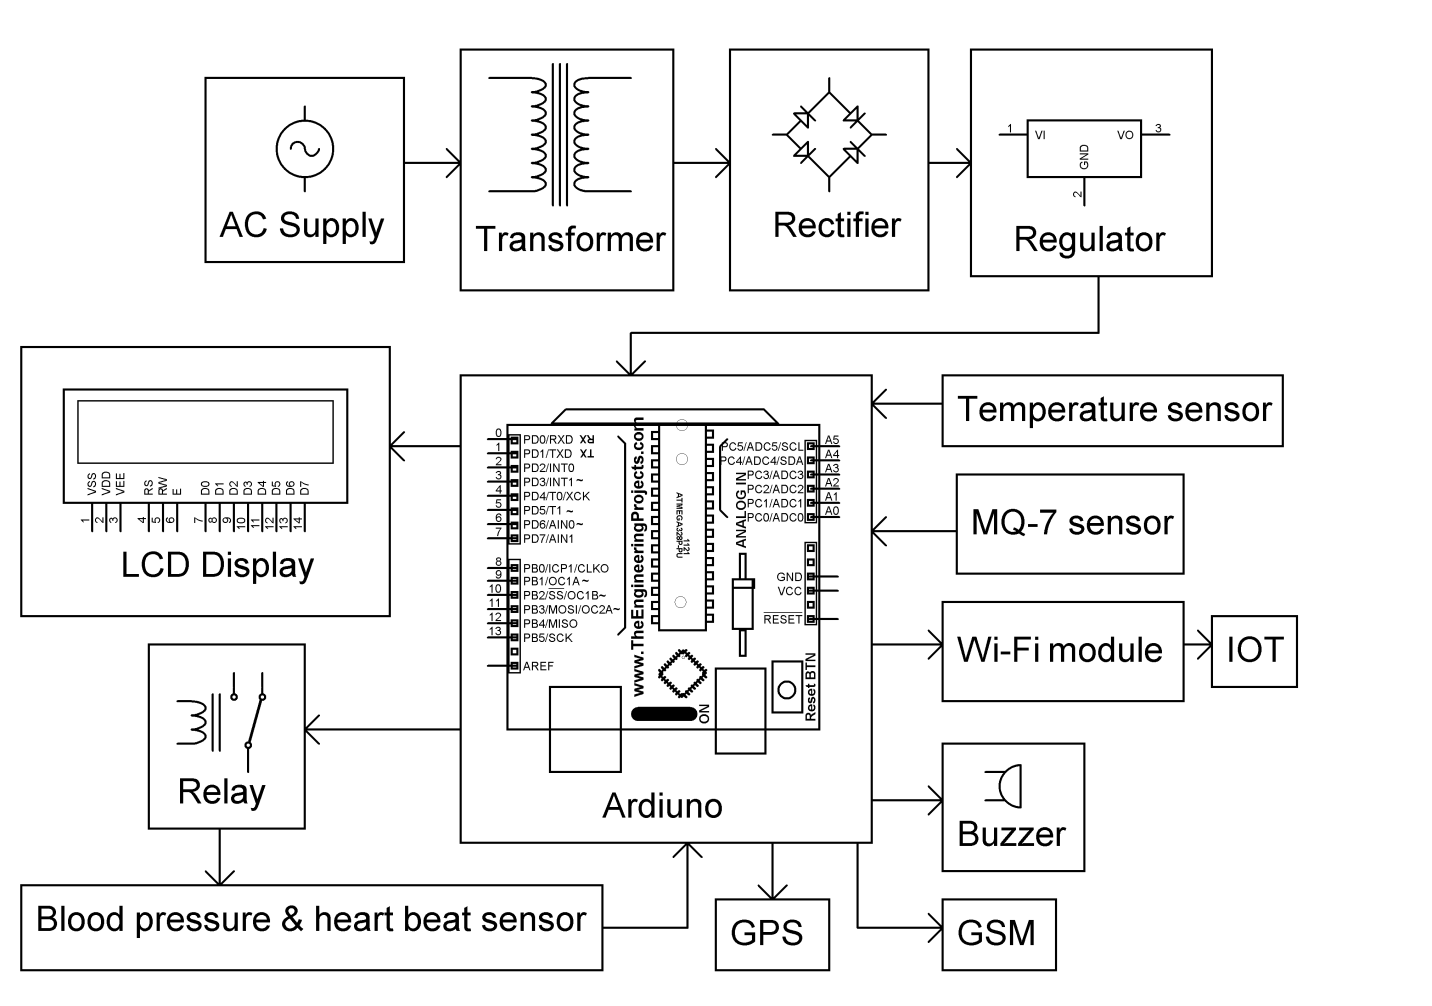 AC Supply
Transformer
Rectifier
1 VI VO 3
GND
2
Regulator
VSS VDD VEE RS RW E D0 D1 D2 D3 D4 D5 D6 D7
1 2 3 4 5 6 7 8 9 10 11 12 13 14
LCD Display
0 PD0/RXD RX
1 PD1/TXD TX
2 PD2/INT0
3 PD3/INT1~
4 PD4/T0/XCK
5 PD5/T1~
6 PD6/AIN0~
7 PD7/AIN1
8 PB0/ICP1/CLKO
9 PB1/OC1A~
10 PB2/SS/OC1B~
11 PB3/MOSI/OC2A~
12 PB4/MISO
13 PB5/SCK
AREF
www.TheEngineeringProjects.com
ATMEGA328P-PU
1121
PC5/ADC5/SCL A5
PC4/ADC4/SDA A4
PC3/ADC3 A3
PC2/ADC2 A2
PC1/ADC1 A1
PC0/ADC0 A0
ANALOG IN
GND
VCC
RESET
Reset BTN
ON
Ardiuno
Temperature sensor
MQ-7 sensor
Wi-Fi module
IOT
Relay
Buzzer
Blood pressure & heart beat sensor
GPS
GSM